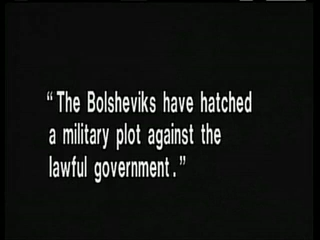 “The Bolsheviks have hatched
a military plot against the
lawful government.”